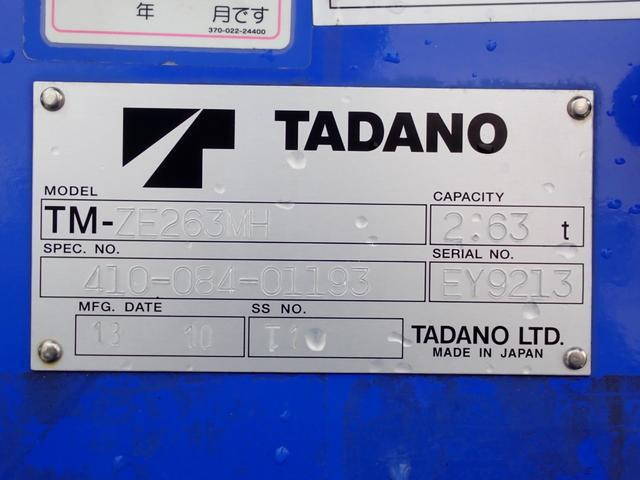 年 月です
370-022-24400
TADANO
MODEL
CAPACITY
TM-ZE263MH
2.63 t
SPEC. NO.
SERIAL NO.
410-084-01193
EY9213
MFG. DATE
SS NO.
13 10
T1
TADANO LTD.
MADE IN JAPAN